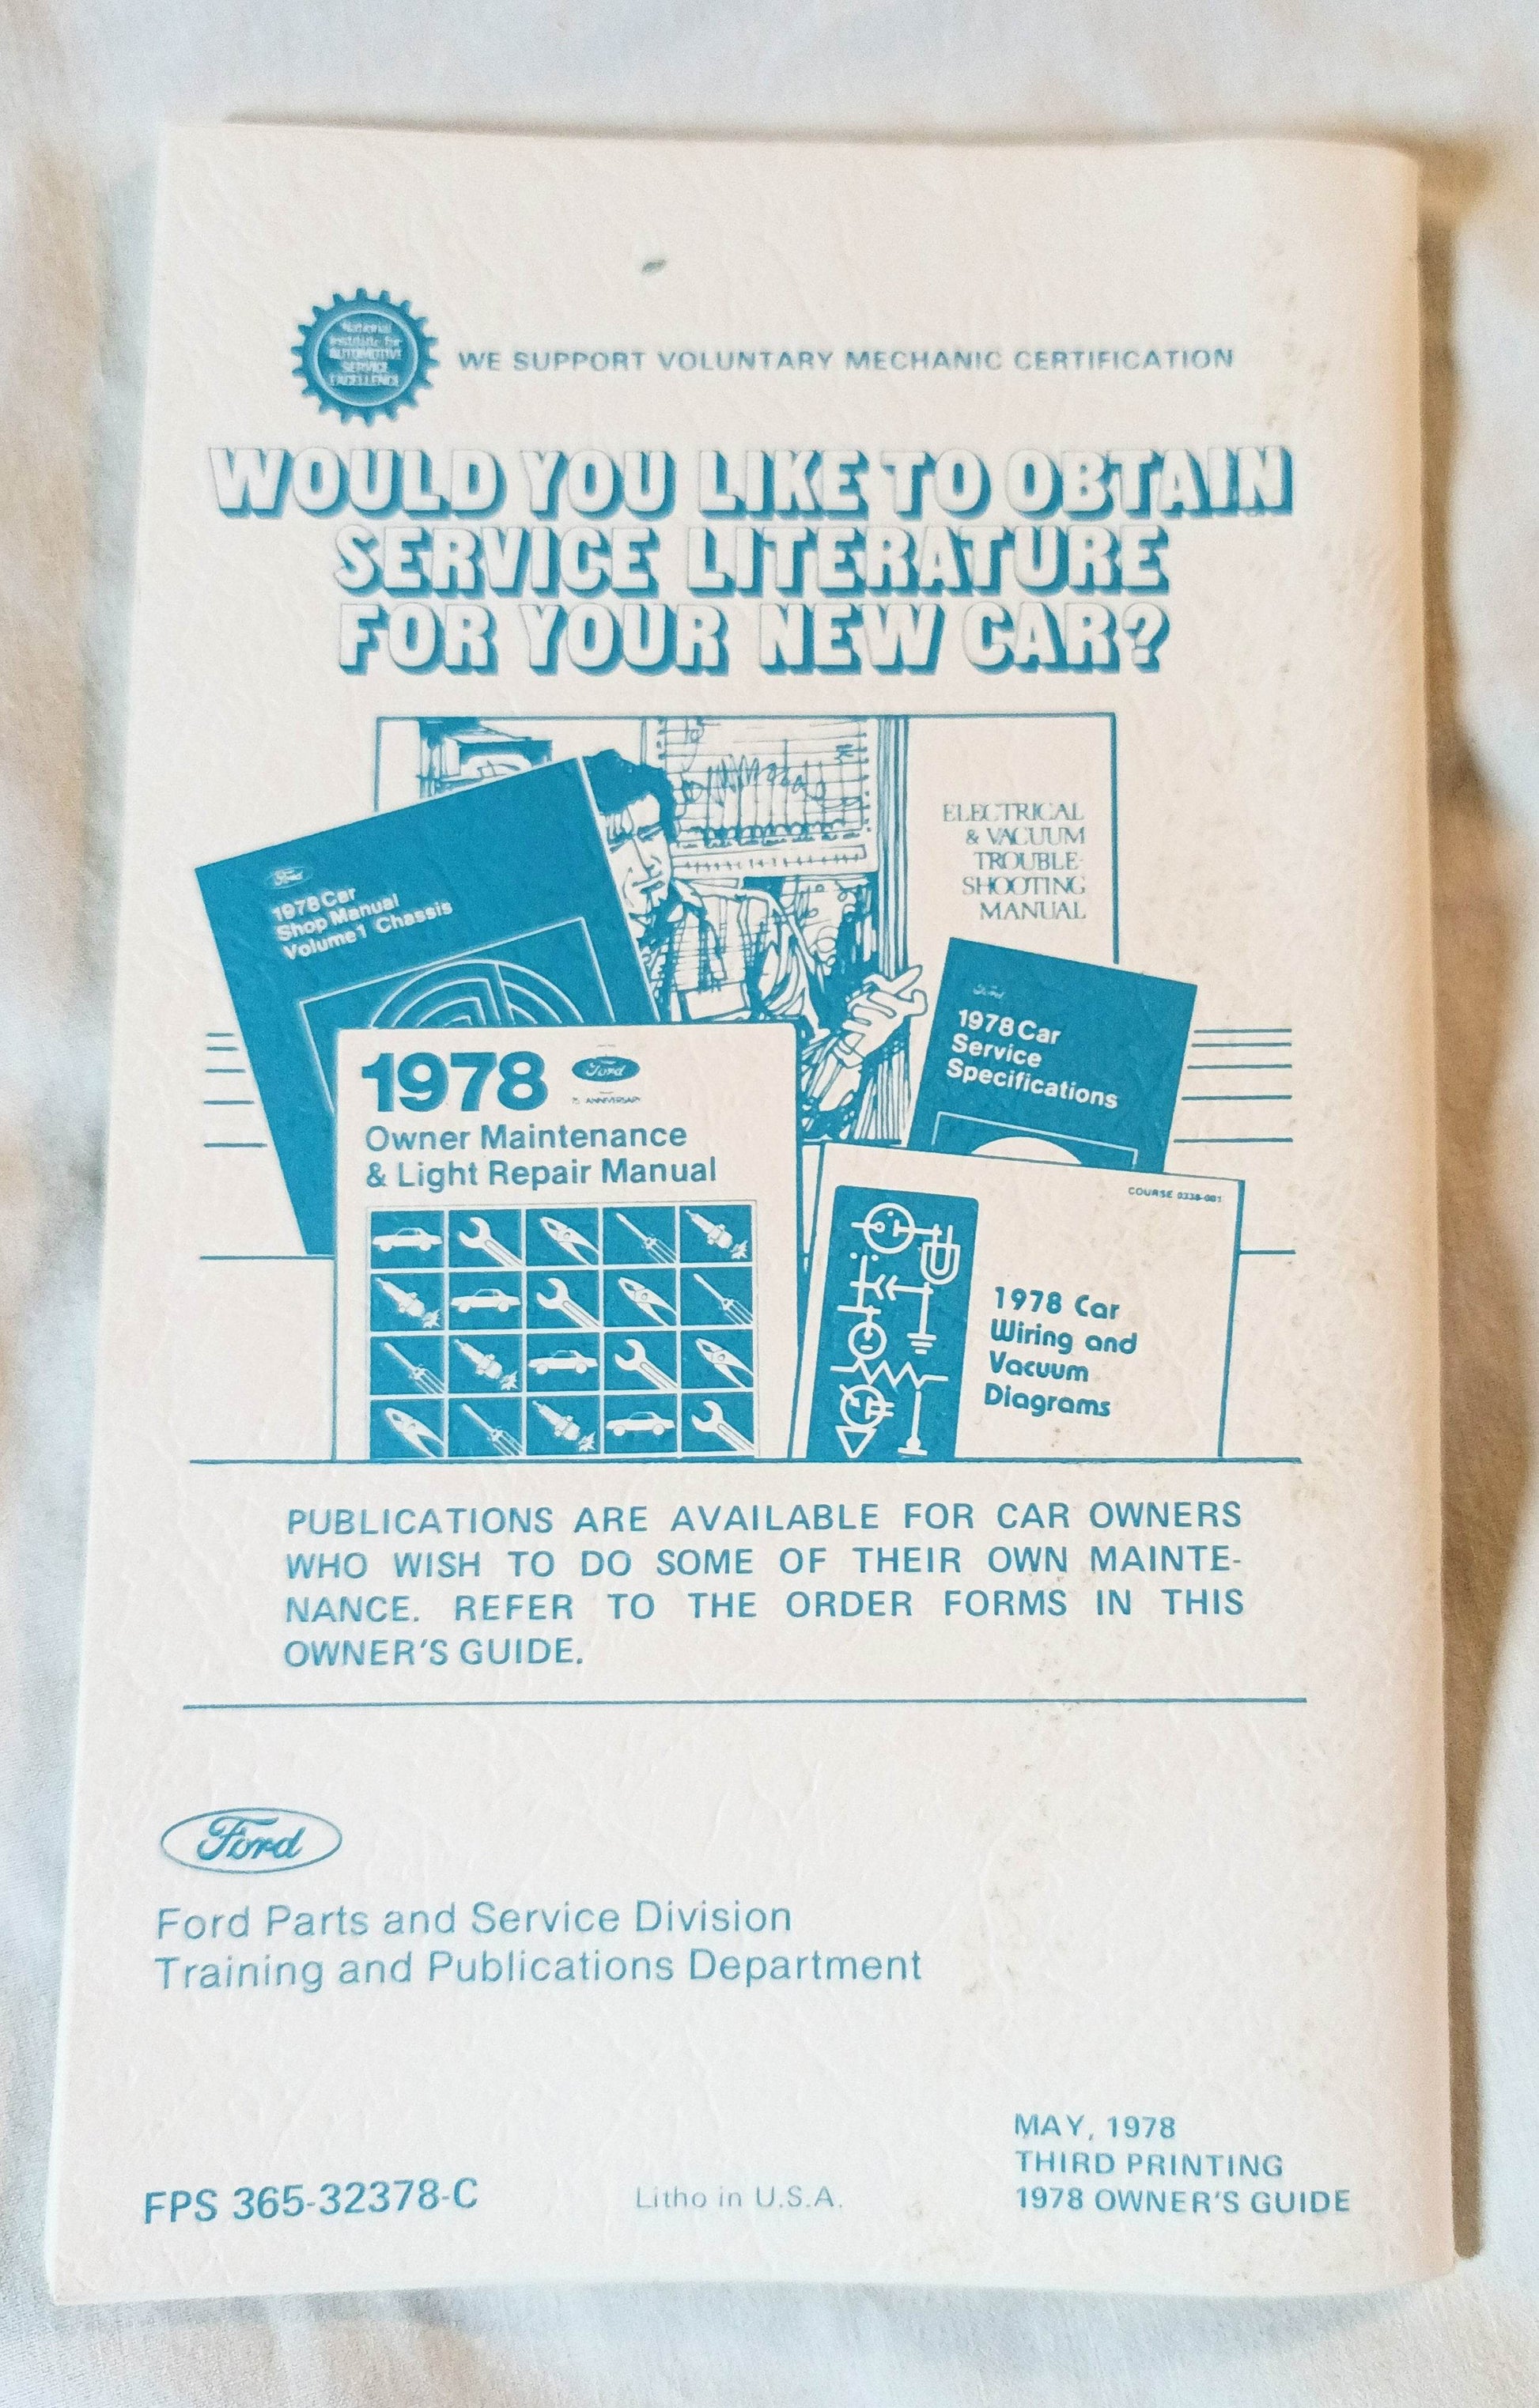 National
Institute for
AUTOMOTIVE
SERVICE
EXCELLENCE
WE SUPPORT VOLUNTARY MECHANIC CERTIFICATION
WOULD YOU LIKE TO OBTAIN
SERVICE LITERATURE
FOR YOUR NEW CAR?
ELECTRICAL
& VACUUM
TROUBLE-
SHOOTING
MANUAL
Ford
1978 Car
Shop Manual
Volume 1 Chassis
Ford
1978 Car
Service
Specifications
1978
Ford
75 ANNIVERSARY
Owner Maintenance
& Light Repair Manual
COURSE 0338-001
1978 Car
Wiring and
Vacuum
Diagrams
PUBLICATIONS ARE AVAILABLE FOR CAR OWNERS
WHO WISH TO DO SOME OF THEIR OWN MAINTE-
NANCE. REFER TO THE ORDER FORMS IN THIS
OWNER'S GUIDE.
Ford
Ford Parts and Service Division
Training and Publications Department
MAY, 1978
THIRD PRINTING
1978 OWNER'S GUIDE
FPS 365-32378-C
Litho in U.S.A.